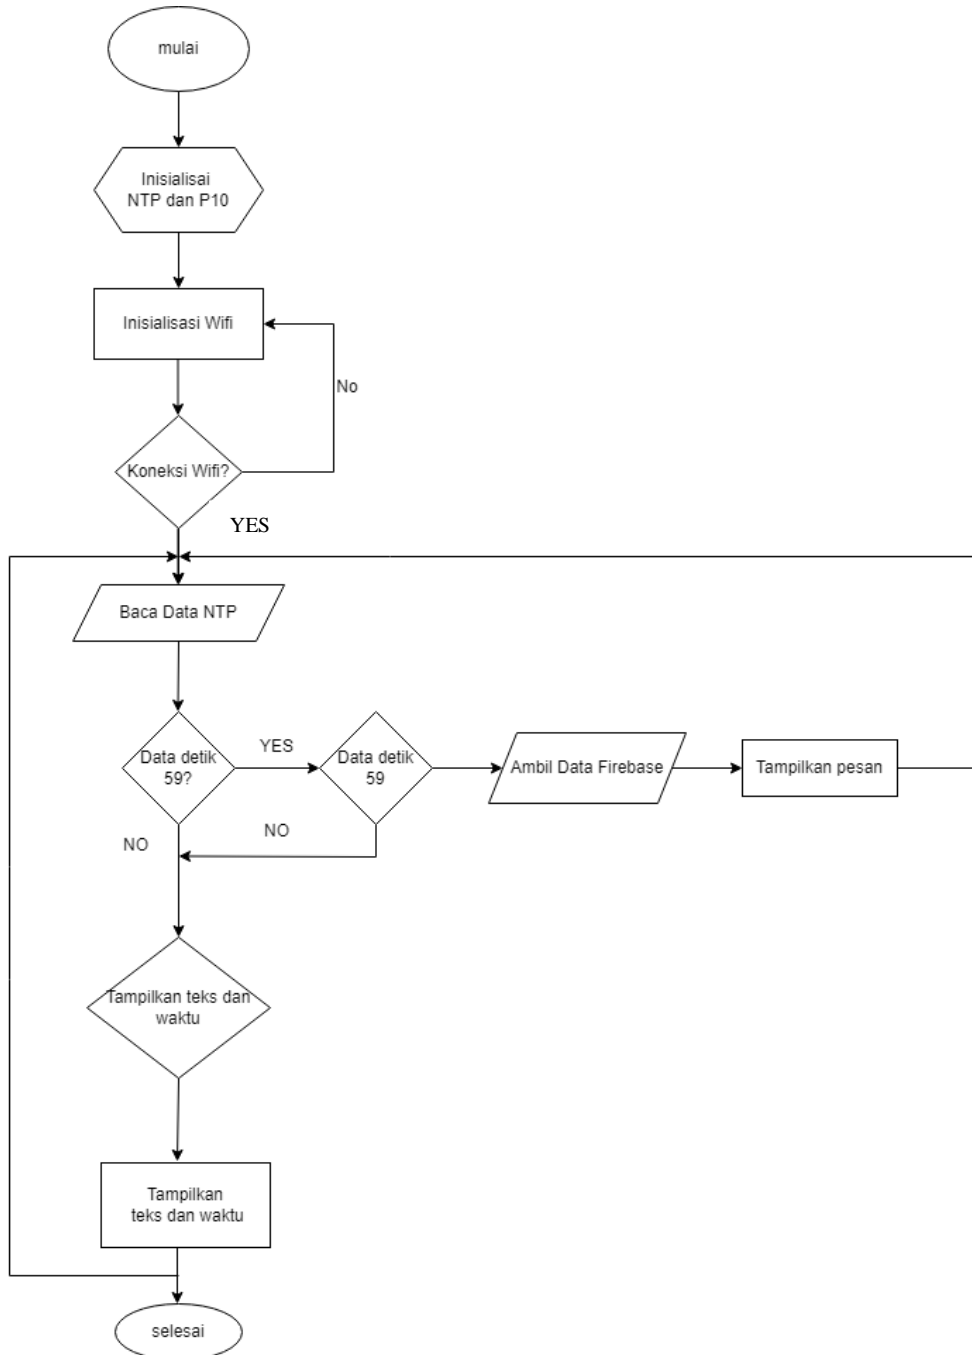 mulai
Inisialisai
NTP dan P10
Inisialisasi Wifi
No
Koneksi Wifi?
YES
Baca Data NTP
Data detik
59?
YES
Data detik
59
Ambil Data Firebase
Tampilkan pesan
NO
NO
Tampilkan teks dan
waktu
Tampilkan
teks dan waktu
selesai